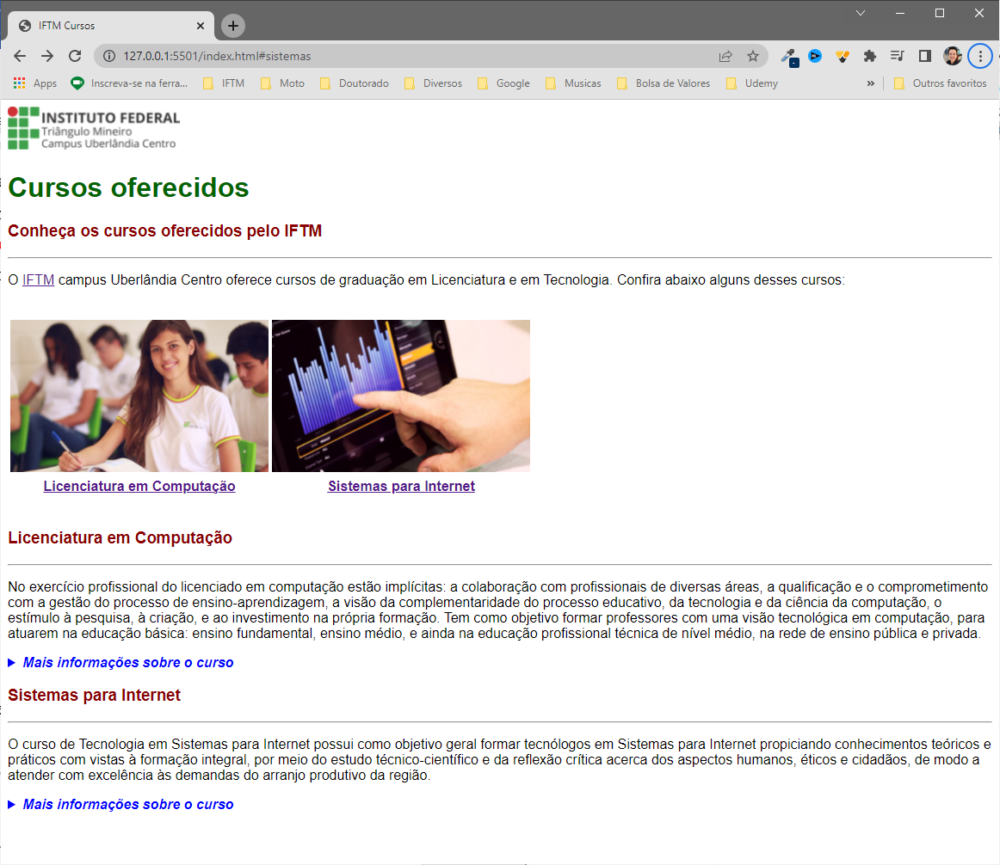 IFTM Cursos
127.0.0.1:5501/index.html#sistemas
Apps Inscreva-se na ferra... IFTM Moto Doutorado Diversos Google Musicas Bolsa de Valores Udemy » Outros favoritos
INSTITUTO FEDERAL
Triângulo Mineiro
Campus Uberlândia Centro
Cursos oferecidos
Conheça os cursos oferecidos pelo IFTM
O IFTM campus Uberlândia Centro oferece cursos de graduação em Licenciatura e em Tecnologia. Confira abaixo alguns desses cursos:
Licenciatura em Computação Sistemas para Internet
Licenciatura em Computação
No exercício profissional do licenciado em computação estão implícitas: a colaboração com profissionais de diversas áreas, a qualificação e o comprometimento
com a gestão do processo de ensino-aprendizagem, a visão da complementaridade do processo educativo, da tecnologia e da ciência da computação, o
estímulo à pesquisa, à criação, e ao investimento na própria formação. Tem como objetivo formar professores com uma visão tecnológica em computação, para
atuarem na educação básica: ensino fundamental, ensino médio, e ainda na educação profissional técnica de nível médio, na rede de ensino pública e privada.
Mais informações sobre o curso
Sistemas para Internet
O curso de Tecnologia em Sistemas para Internet possui como objetivo geral formar tecnólogos em Sistemas para Internet propiciando conhecimentos teóricos e
práticos com vistas à formação integral, por meio do estudo técnico-científico e da reflexão crítica acerca dos aspectos humanos, éticos e cidadãos, de modo a
atender com excelência às demandas do arranjo produtivo da região.
Mais informações sobre o curso